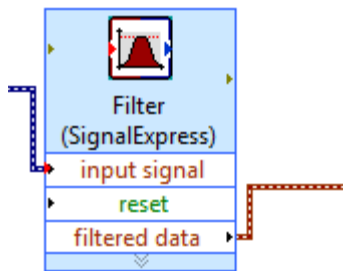 Filter
(SignalExpress)
input signal
reset
filtered data